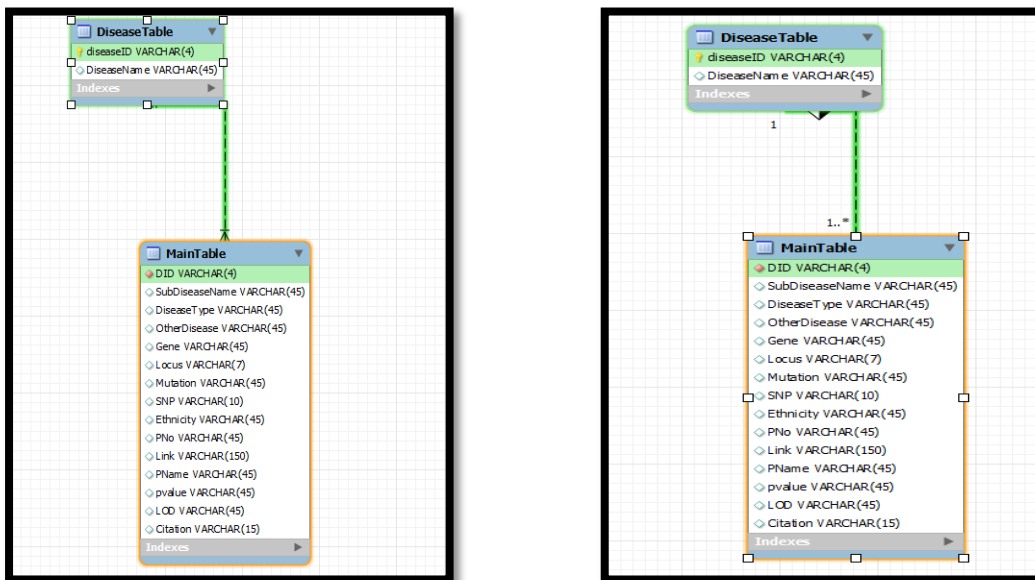 DiseaseTable
diseaseID VARCHAR(4)
DiseaseName VARCHAR(45)
Indexes
MainTable
DID VARCHAR(4)
SubDiseaseName VARCHAR(45)
DiseaseType VARCHAR(45)
OtherDisease VARCHAR(45)
Gene VARCHAR(45)
Locus VARCHAR(7)
Mutation VARCHAR(45)
SNP VARCHAR(10)
Ethnicity VARCHAR(45)
PNo VARCHAR(45)
Link VARCHAR(150)
PName VARCHAR(45)
pvalue VARCHAR(45)
LOD VARCHAR(45)
Citation VARCHAR(15)
Indexes
DiseaseTable
diseaseID VARCHAR(4)
DiseaseName VARCHAR(45)
Indexes
1
1..*
MainTable
DID VARCHAR(4)
SubDiseaseName VARCHAR(45)
DiseaseType VARCHAR(45)
OtherDisease VARCHAR(45)
Gene VARCHAR(45)
Locus VARCHAR(7)
Mutation VARCHAR(45)
SNP VARCHAR(10)
Ethnicity VARCHAR(45)
PNo VARCHAR(45)
Link VARCHAR(150)
PName VARCHAR(45)
pvalue VARCHAR(45)
LOD VARCHAR(45)
Citation VARCHAR(15)
Indexes